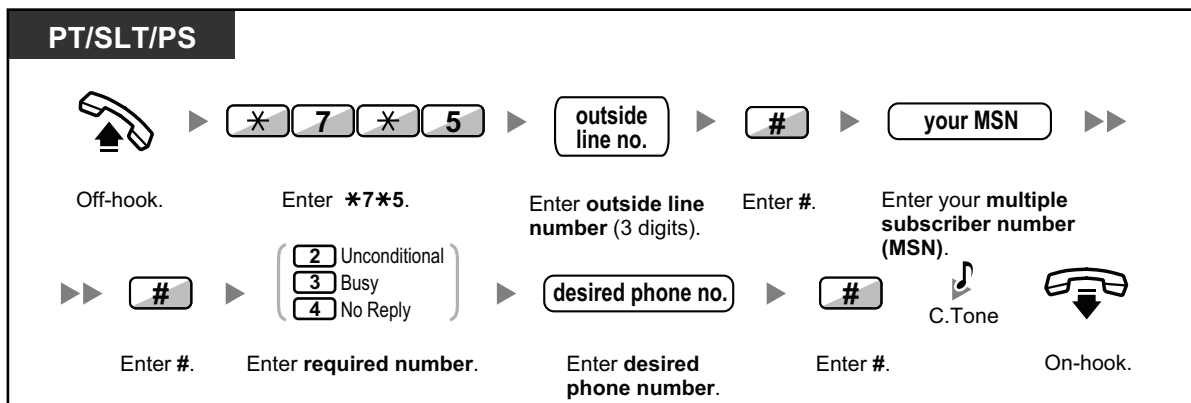 PT/SLT/PS
✳ 7 ✳ 5
outside
line no.
#
your MSN
Off-hook.
Enter ✳7✳5.
Enter outside line
number (3 digits).
Enter #.
Enter your multiple
subscriber number
(MSN).
#
2 Unconditional
3 Busy
4 No Reply
desired phone no.
#
C.Tone
Enter #.
Enter required number.
Enter desired
phone number.
Enter #.
On-hook.